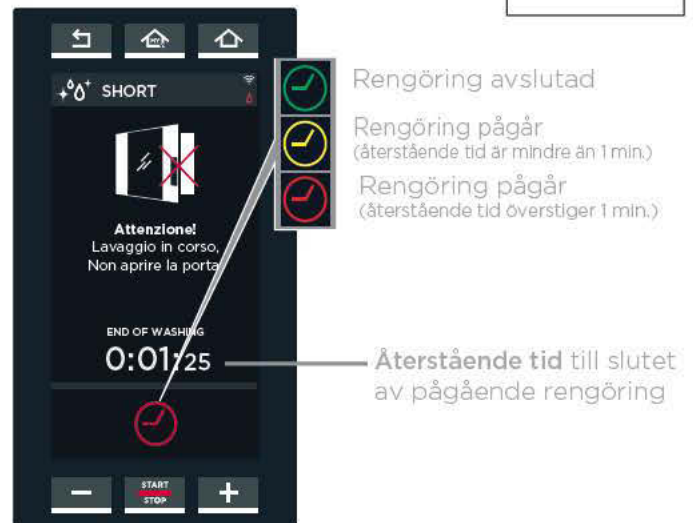 MY
SHORT
Attenzione!
Lavaggio in corso,
Non aprire la porta
END OF WASHING
0:01:25
START
STOP
Rengöring avslutad
Rengöring pågår
(återstående tid är mindre än 1 min.)
Rengöring pågår
(återstående tid överstiger 1 min.)
Återstående tid till slutet
av pågående rengöring